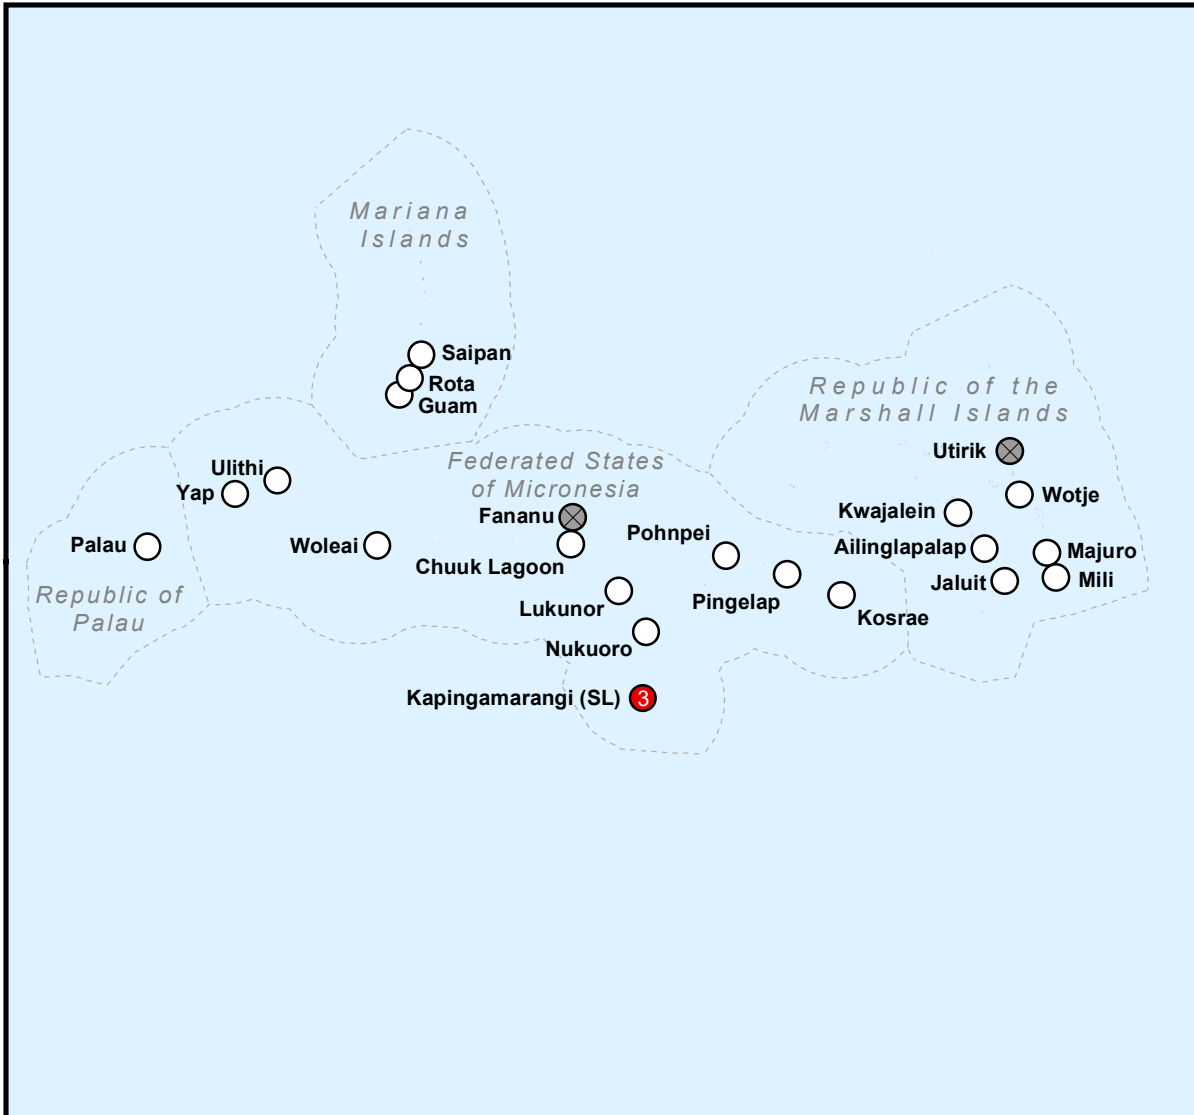 Mariana
Islands
Saipan
Rota
Guam
Republic of the
Marshall Islands
Utirik
Wotje
Kwajalein
Ailinglapalap
Majuro
Jaluit
Mili
Federated States
of Micronesia
Ulithi
Yap
Fananu
Pohnpei
Palau
Woleai
Chuuk Lagoon
Republic of
Palau
Lukunor
Pingelap
Kosrae
Nukuoro
Kapingamarangi (SL) 3